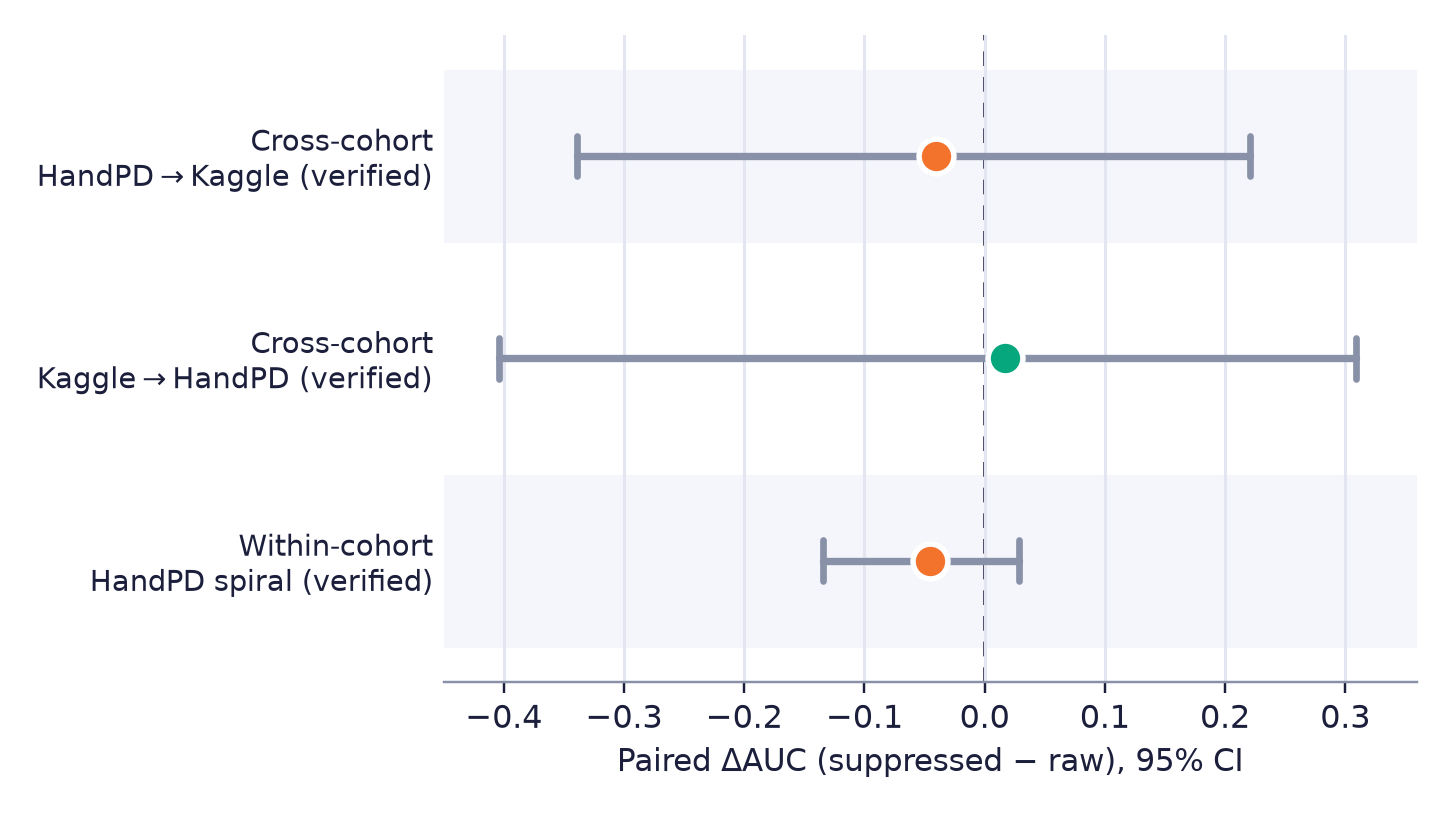 Cross-cohort
HandPD→Kaggle (verified)
Cross-cohort
Kaggle→HandPD (verified)
Within-cohort
HandPD spiral (verified)
−0.4 −0.3 −0.2 −0.1 0.0 0.1 0.2 0.3
Paired ΔAUC (suppressed − raw), 95% CI